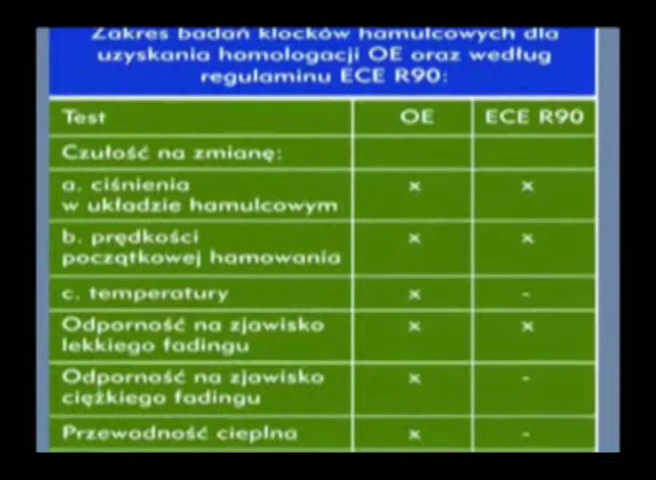 Zakres badań klocków hamulcowych dla
uzyskania homologacji OE oraz według
regulaminu ECE R90:
Test OE ECE R90
Czułość na zmianę:
a. ciśnienia
w układzie hamulcowym x x
b. prędkości
początkowej hamowania x x
c. temperatury x -
Odporność na zjawisko
lekkiego fadingu x x
Odporność na zjawisko
ciężkiego fadingu x -
Przewodność cieplna x -